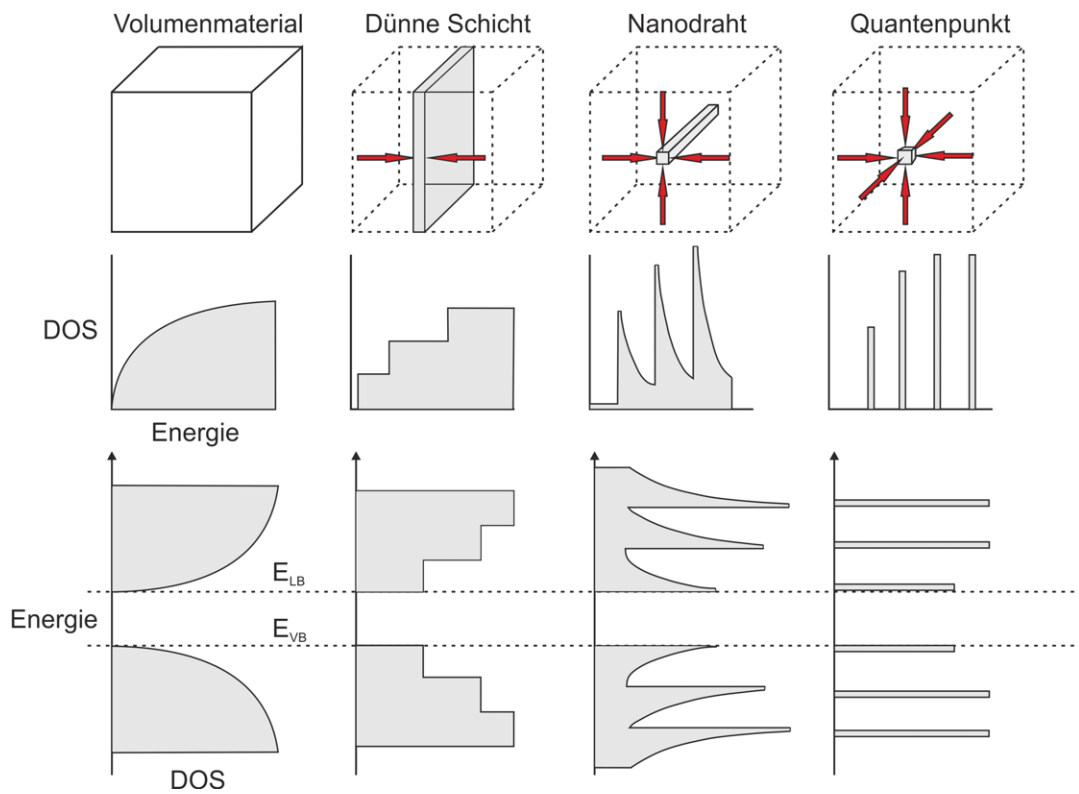 Volumenmaterial
Dünne Schicht
Nanodraht
Quantenpunkt
DOS
Energie
E_LB
Energie
E_VB
DOS